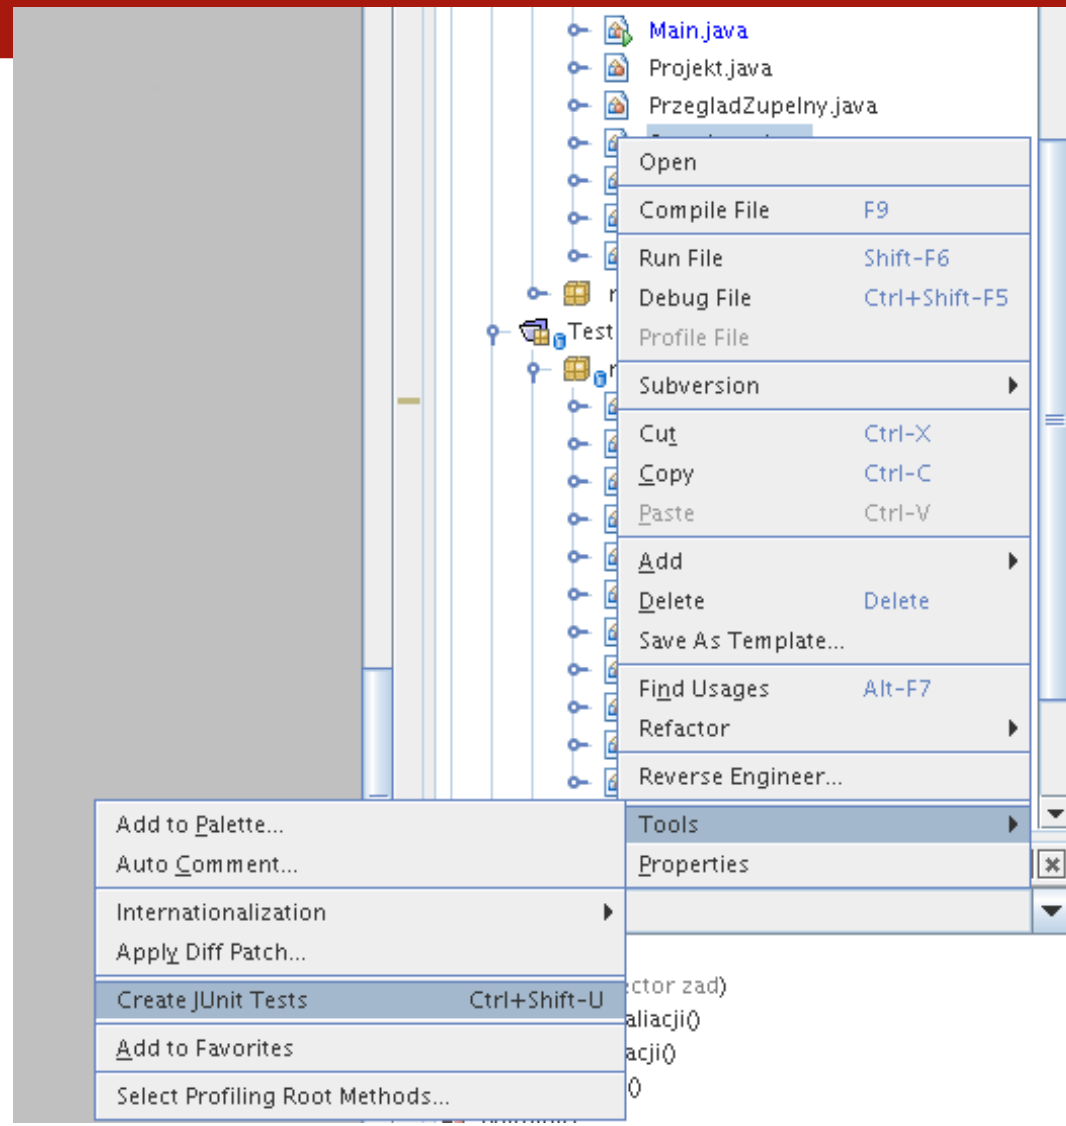 Main.java
Projekt.java
PrzegladZupelny.java
Open
Compile File F9
Run File Shift-F6
Debug File Ctrl+Shift-F5
Test
Profile File
Subversion
Cut Ctrl-X
Copy Ctrl-C
Paste Ctrl-V
Add
Delete Delete
Save As Template...
Find Usages Alt-F7
Refactor
Reverse Engineer...
Tools
Properties
Add to Palette...
Auto Comment...
Internationalization
Apply Diff Patch...
Create JUnit Tests Ctrl+Shift-U
Add to Favorites
Select Profiling Root Methods...
ector zad)
aliacji()
acji()
()